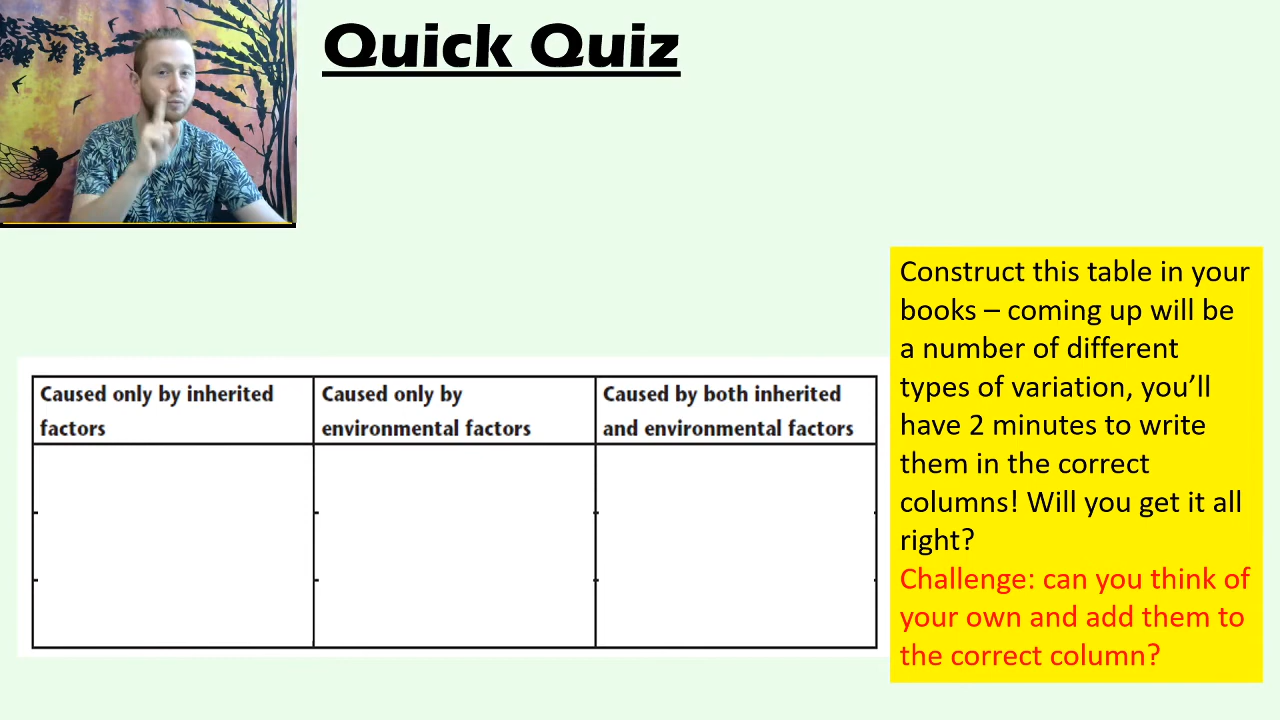 Quick Quiz
Caused only by inherited
factors
Caused only by
environmental factors
Caused by both inherited
and environmental factors
Construct this table in your
books – coming up will be
a number of different
types of variation, you’ll
have 2 minutes to write
them in the correct
columns! Will you get it all
right?
Challenge: can you think of
your own and add them to
the correct column?